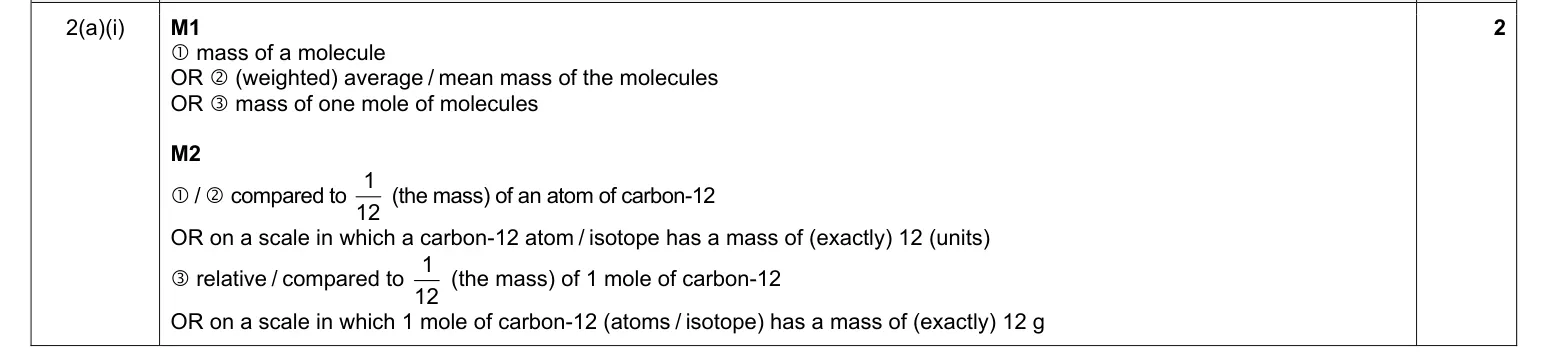 2(a)(i) M1 2
① mass of a molecule
OR ② (weighted) average / mean mass of the molecules
OR ③ mass of one mole of molecules
M2
① / ② compared to 1/12 (the mass) of an atom of carbon-12
OR on a scale in which a carbon-12 atom / isotope has a mass of (exactly) 12 (units)
③ relative / compared to 1/12 (the mass) of 1 mole of carbon-12
OR on a scale in which 1 mole of carbon-12 (atoms / isotope) has a mass of (exactly) 12 g